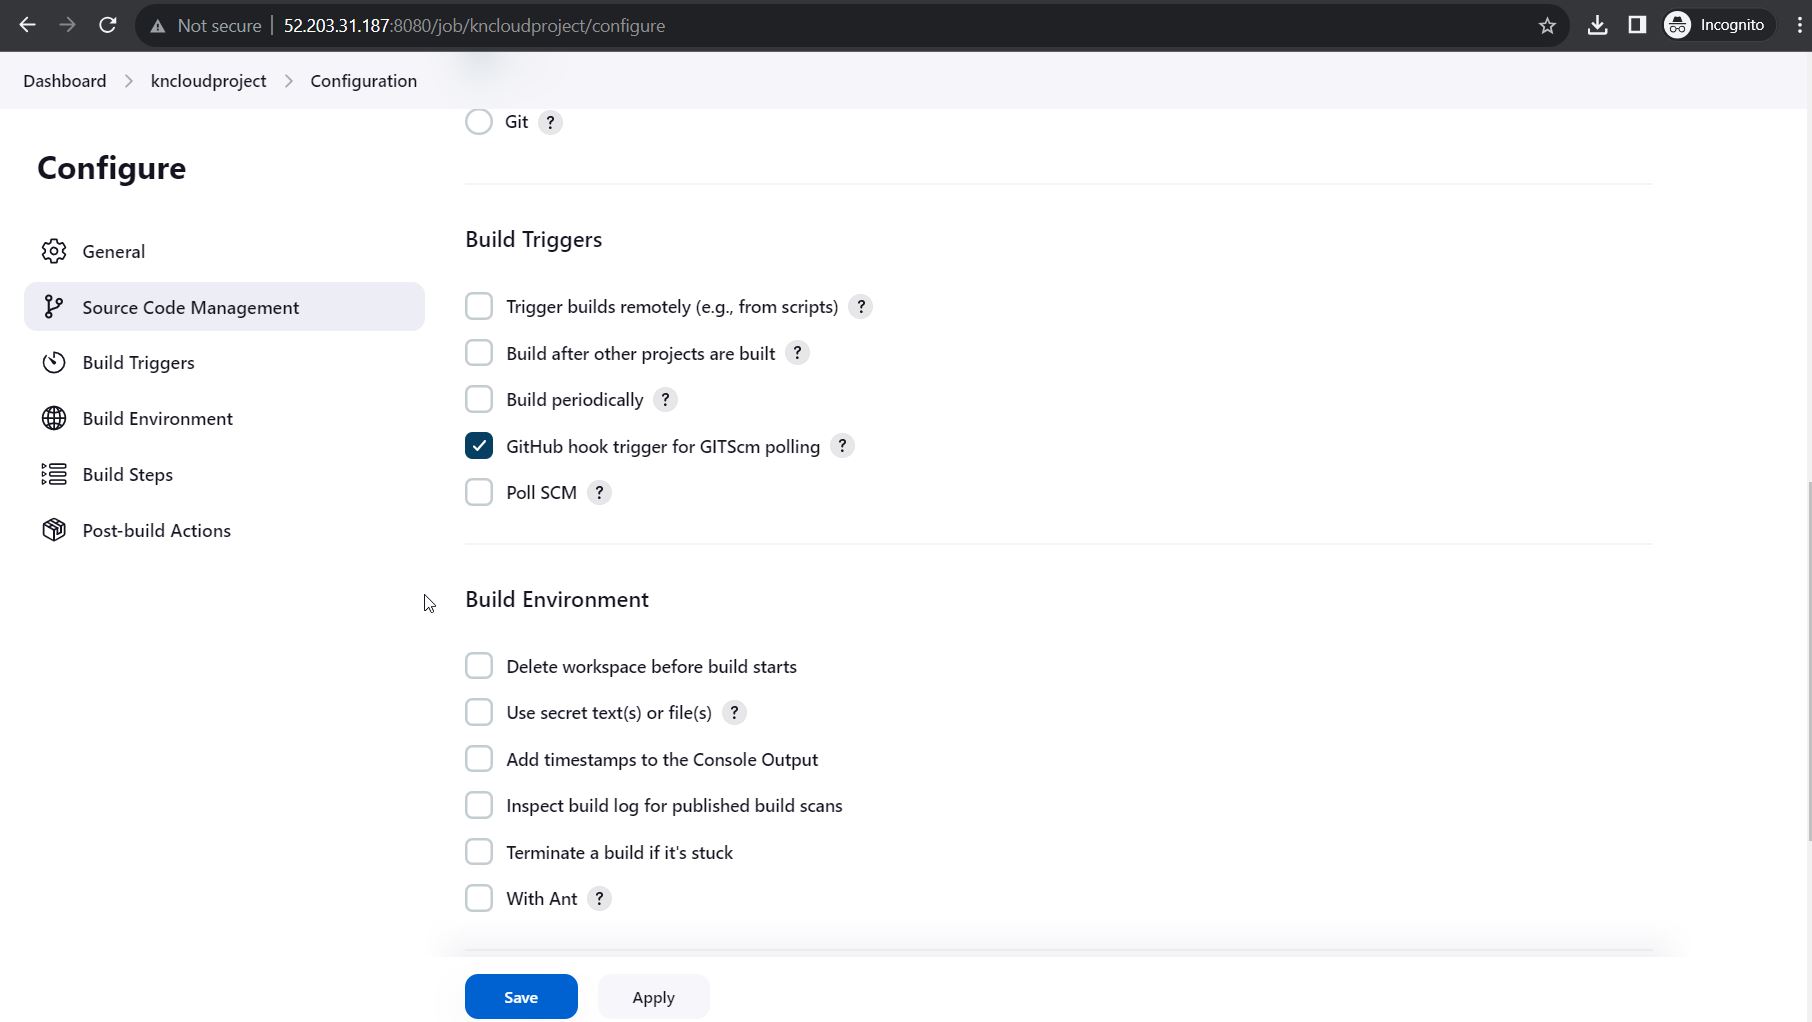 Not secure 52.203.31.187:8080/job/kncloudproject/configure Incognito
Dashboard kncloudproject Configuration
Git ?
Configure
General
Source Code Management
Build Triggers
Build Environment
Build Steps
Post-build Actions
Build Triggers
Trigger builds remotely (e.g., from scripts) ?
Build after other projects are built ?
Build periodically ?
GitHub hook trigger for GITScm polling ?
Poll SCM ?
Build Environment
Delete workspace before build starts
Use secret text(s) or file(s) ?
Add timestamps to the Console Output
Inspect build log for published build scans
Terminate a build if it's stuck
With Ant ?
Save Apply